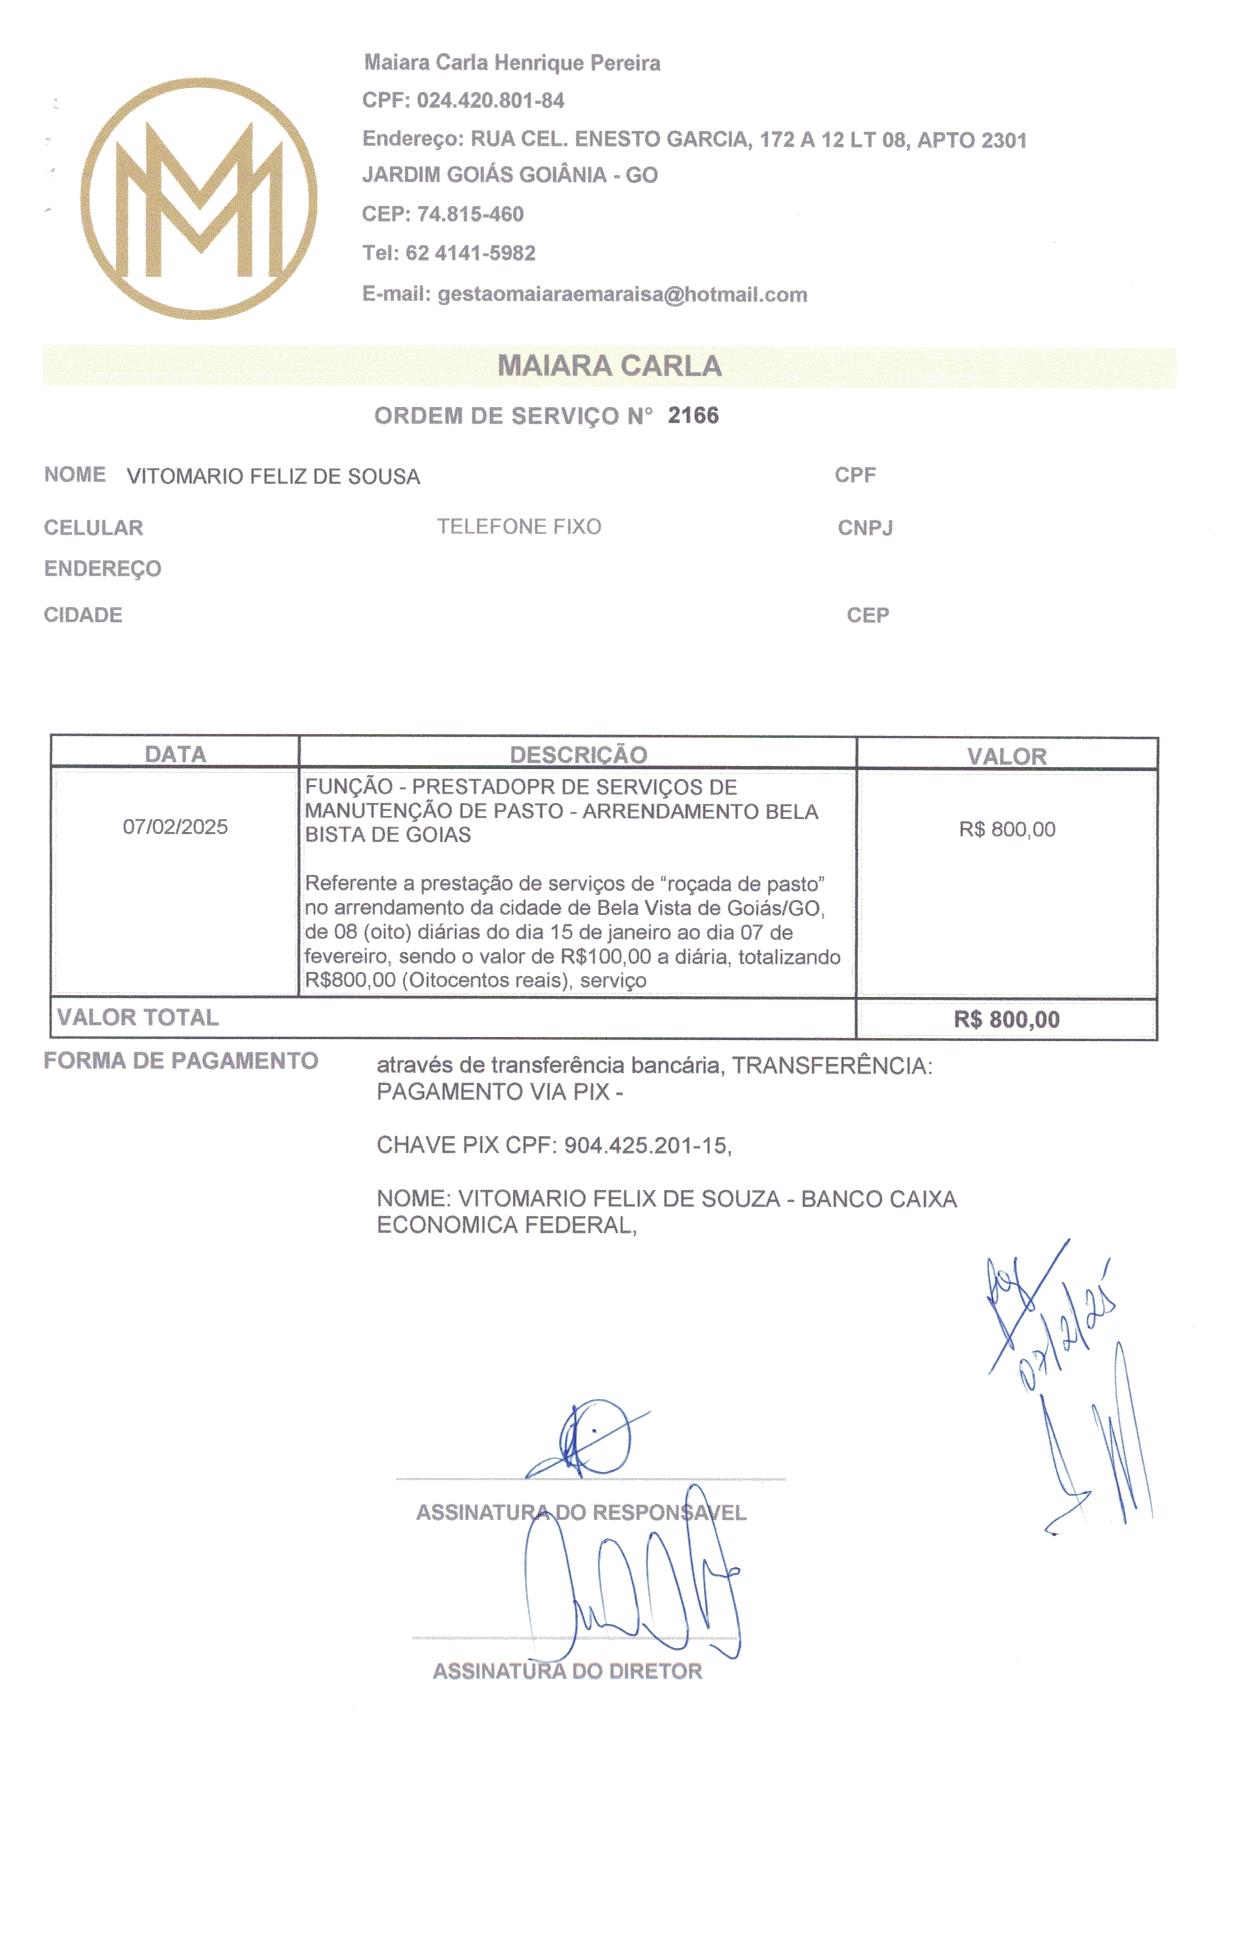 Maiara Carla Henrique Pereira
CPF: 024.420.801-84
Endereço: RUA CEL. ENESTO GARCIA, 172 A 12 LT 08, APTO 2301
JARDIM GOIÁS GOIÂNIA - GO
CEP: 74.815-460
Tel: 62 4141-5982
E-mail: gestaomaiaraemaraisa@hotmail.com
MAIARA CARLA
ORDEM DE SERVIÇO N° 2166
NOME VITOMARIO FELIZ DE SOUSA CPF
CELULAR TELEFONE FIXO CNPJ
ENDEREÇO
CIDADE CEP
DATA DESCRIÇÃO VALOR
FUNÇÃO - PRESTADOPR DE SERVIÇOS DE
MANUTENÇÃO DE PASTO - ARRENDAMENTO BELA
07/02/2025 BISTA DE GOIAS R$ 800,00
Referente a prestação de serviços de “roçada de pasto”
no arrendamento da cidade de Bela Vista de Goiás/GO,
de 08 (oito) diárias do dia 15 de janeiro ao dia 07 de
fevereiro, sendo o valor de R$100,00 a diária, totalizando
R$800,00 (Oitocentos reais), serviço
VALOR TOTAL R$ 800,00
FORMA DE PAGAMENTO através de transferência bancária, TRANSFERÊNCIA:
PAGAMENTO VIA PIX -
CHAVE PIX CPF: 904.425.201-15,
NOME: VITOMARIO FELIX DE SOUZA - BANCO CAIXA
ECONOMICA FEDERAL,
07/2/25
ASSINATURA DO RESPONSAVEL
ASSINATURA DO DIRETOR